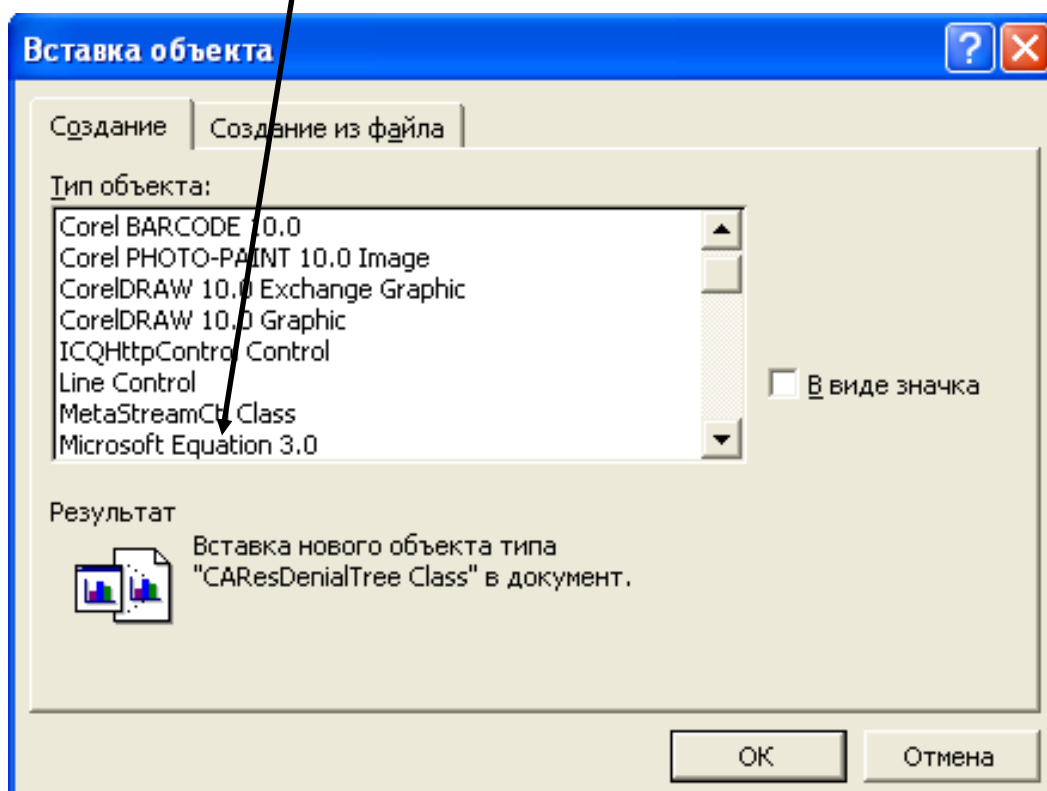 Вставка объекта
Создание
Создание из файла
Тип объекта:
Corel BARCODE 10.0
Corel PHOTO-PAINT 10.0 Image
CorelDRAW 10.0 Exchange Graphic
CorelDRAW 10.0 Graphic
ICQHttpControl Control
Line Control
MetaStreamCtl Class
Microsoft Equation 3.0
В виде значка
Результат
Вставка нового объекта типа
"CAResDenialTree Class" в документ.
ОК
Отмена